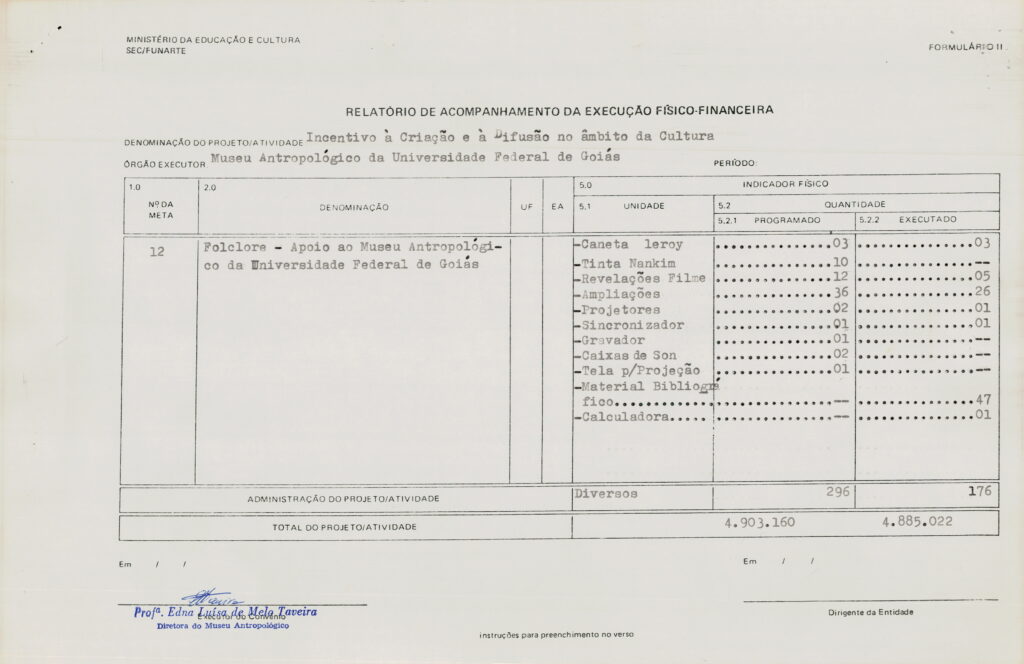 MINISTÉRIO DA EDUCAÇÃO E CULTURA
SEC/FUNARTE
FORMULÁRIO II
RELATÓRIO DE ACOMPANHAMENTO DA EXECUÇÃO FÍSICO-FINANCEIRA
DENOMINAÇÃO DO PROJETO/ATIVIDADE Incentivo à Criação e à Difusão no âmbito da Cultura
ÓRGÃO EXECUTOR Museu Antropológico da Universidade Federal de Goiás PERÍODO:
1.0 2.0 5.0 INDICADOR FÍSICO
Nº DA META DENOMINAÇÃO UF EA 5.1 UNIDADE 5.2 QUANTIDADE
5.2.1 PROGRAMADO 5.2.2 EXECUTADO
12 Folclore - Apoio ao Museu Antropológi- -Caneta leroy ..............03 ..............03
co da Universidade Federal de Goiás -Tinta Nankim ..............10 ..............--
-Revelações Filme ..............12 ..............05
-Ampliações ..............36 ..............26
-Projetores ..............02 ..............01
-Sincronizador ..............01 ..............01
-Gravador ..............01 ..............--
-Caixas de Son ..............02 ..............--
-Tela p/Projeção ..............01 ..............--
-Material Bibliográ
fico..............-- ..............47
-Calculadora..............-- ..............01
ADMINISTRAÇÃO DO PROJETO/ATIVIDADE Diversos 296 176
TOTAL DO PROJETO/ATIVIDADE 4.903.160 4.885.022
Em / / Em / /
Profª. Edna Luísa de Melo Taveira
Executor do Convênio
Diretora do Museu Antropológico
Dirigente da Entidade
instruções para preenchimento no verso